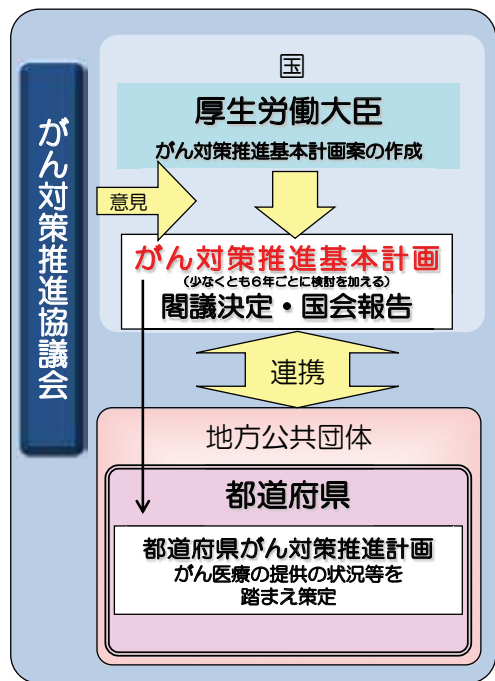 がん対策推進協議会
国
厚生労働大臣
がん対策推進基本計画案の作成
意見
がん対策推進基本計画
（少なくとも６年ごとに検討を加える）
閣議決定・国会報告
連携
地方公共団体
都道府県
都道府県がん対策推進計画
がん医療の提供の状況等を
踏まえ策定